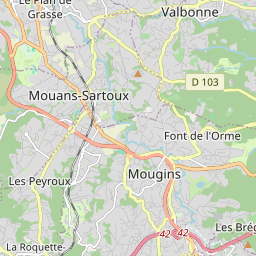 Le Plan de
Grasse
Valbonne
D 103
Mouans-Sartoux
Font de l'Orme
Les Peyroux
Mougins
Les Bré
La Roquette-
42
42